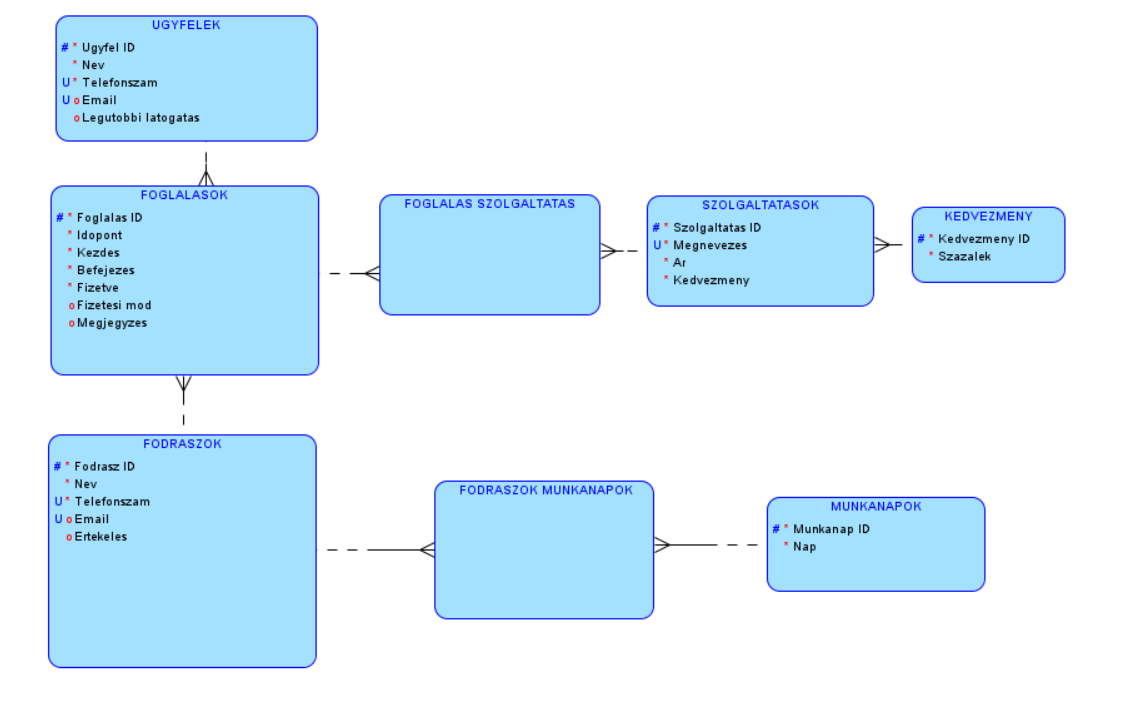 UGYFELEK
# * Ugyfel ID
* Nev
U * Telefonszam
U o Email
o Legutobbi latogatas
FOGLALASOK
# * Foglalas ID
* Idopont
* Kezdes
* Befejezes
* Fizetve
o Fizetesi mod
o Megjegyzes
FOGLALAS SZOLGALTATAS
SZOLGALTATASOK
# * Szolgaltatas ID
U * Megnevezes
* Ar
* Kedvezmeny
KEDVEZMENY
# * Kedvezmeny ID
* Szazalek
FODRASZOK
# * Fodrasz ID
* Nev
U * Telefonszam
U o Email
o Ertekeles
FODRASZOK MUNKANAPOK
MUNKANAPOK
# * Munkanap ID
* Nap